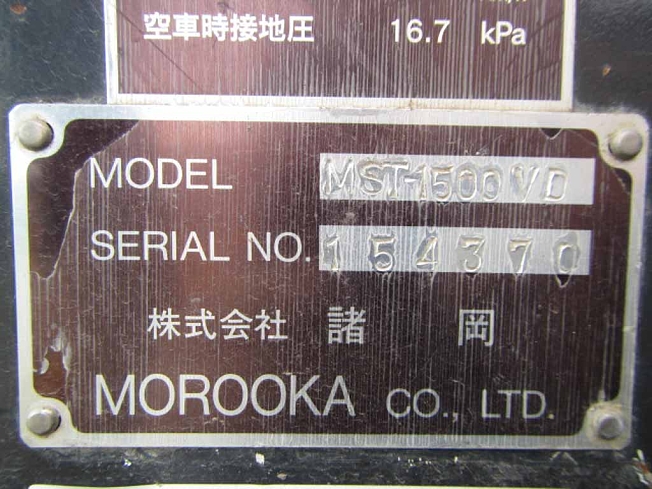 空車時接地圧 16.7 kPa
MODEL MST-1500VD
SERIAL NO. 154370
株式会社 諸岡
MOROOKA CO., LTD.